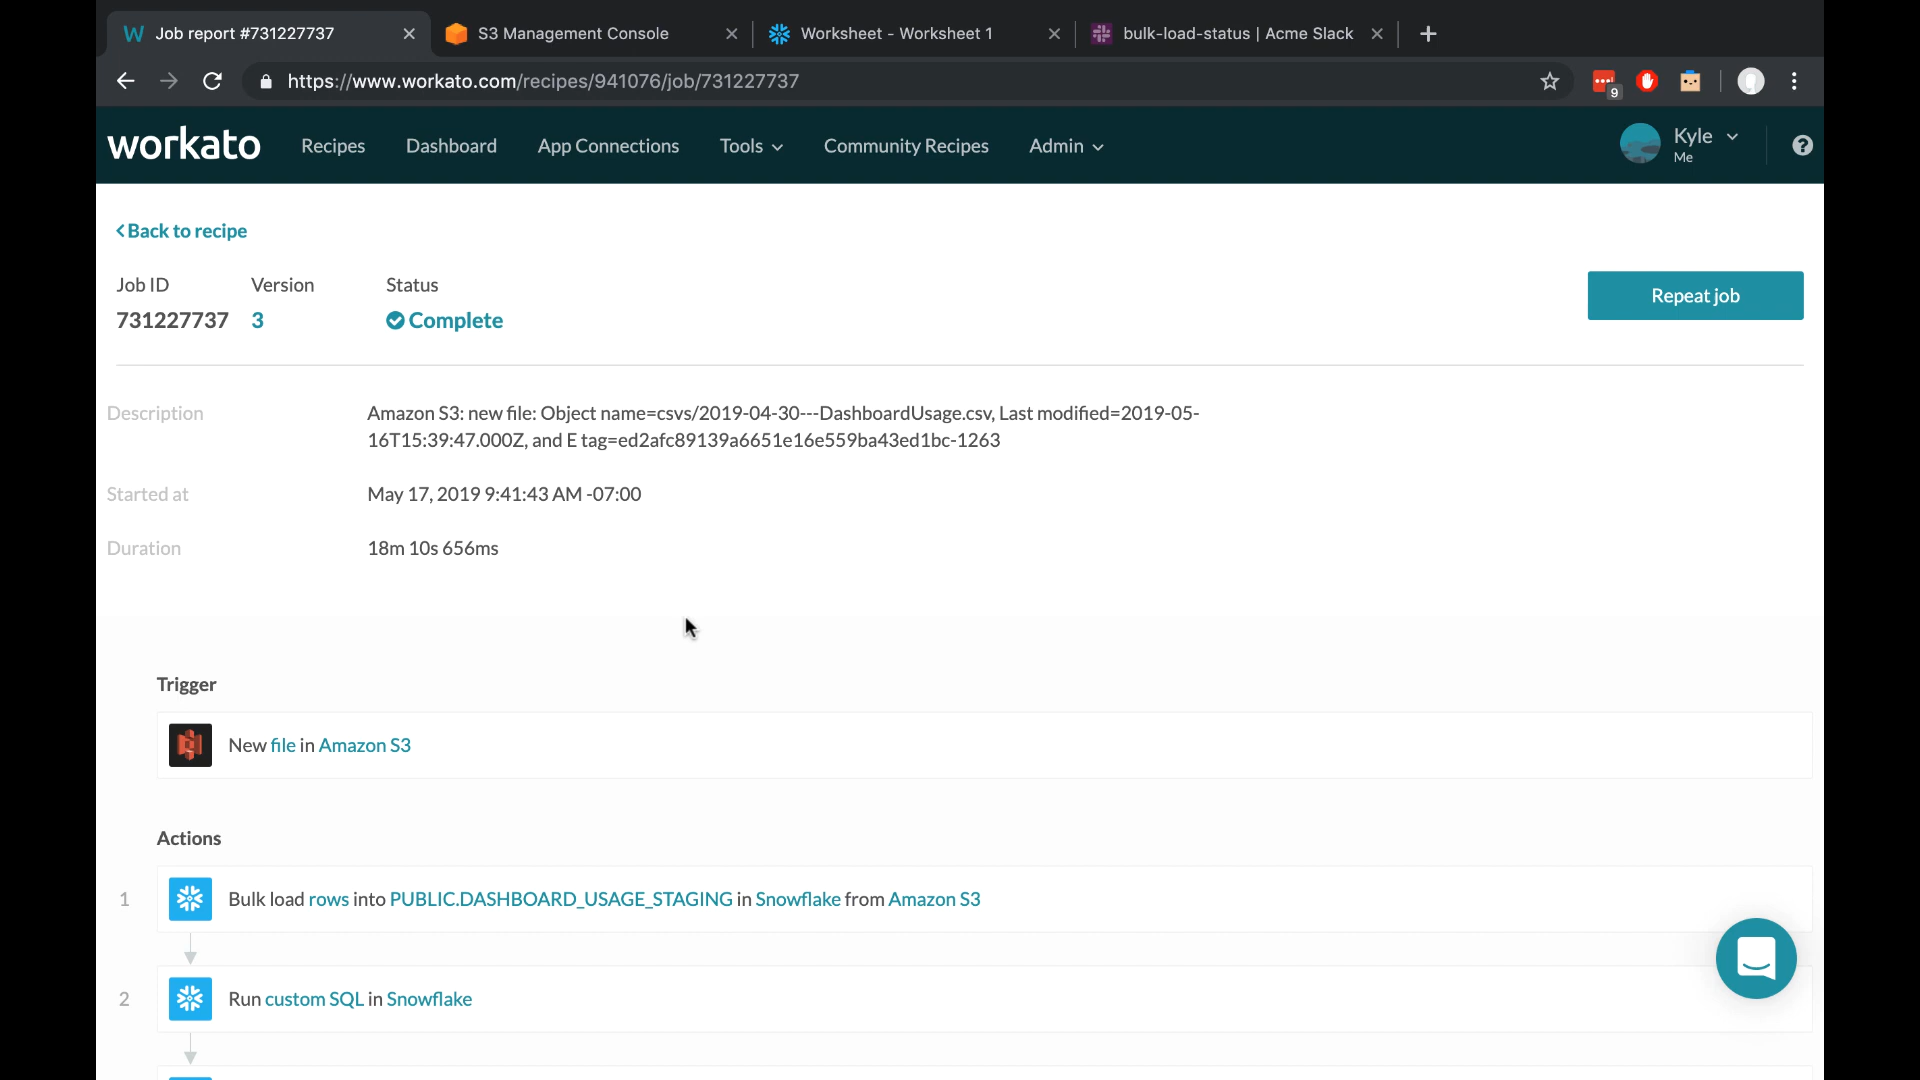 Job report #731227737
S3 Management Console
Worksheet - Worksheet 1
bulk-load-status | Acme Slack
https://www.workato.com/recipes/941076/job/731227737
9
workato
Recipes
Dashboard
App Connections
Tools
Community Recipes
Admin
Kyle
Me
?
Back to recipe
Job ID
Version
Status
731227737
3
Complete
Repeat job
Description
Amazon S3: new file: Object name=csvs/2019-04-30---DashboardUsage.csv, Last modified=2019-05-
16T15:39:47.000Z, and E tag=ed2afc89139a6651e16e559ba43ed1bc-1263
Started at
May 17, 2019 9:41:43 AM -07:00
Duration
18m 10s 656ms
Trigger
New file in Amazon S3
Actions
1
Bulk load rows into PUBLIC.DASHBOARD_USAGE_STAGING in Snowflake from Amazon S3
2
Run custom SQL in Snowflake